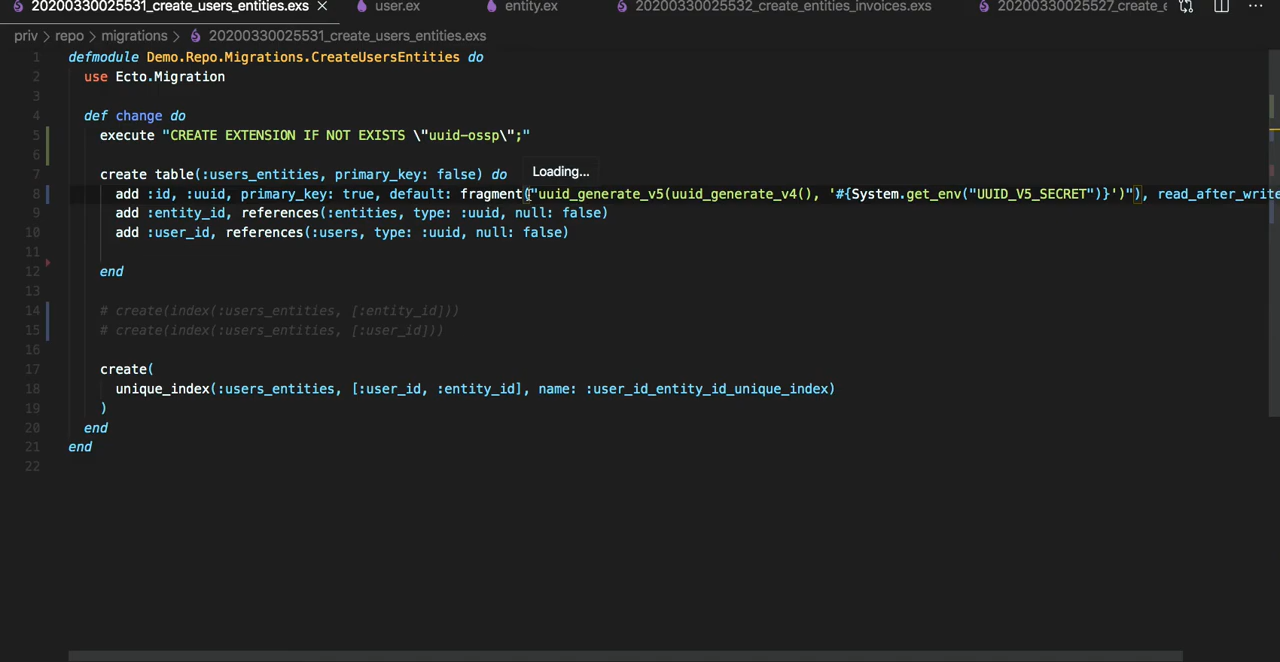 20200330025531_create_users_entities.exs × user.ex entity.ex 20200330025532_create_entities_invoices.exs 20200330025527_create_e ...
priv > repo > migrations > 20200330025531_create_users_entities.exs
1 defmodule Demo.Repo.Migrations.CreateUsersEntities do
2 use Ecto.Migration
3
4 def change do
5 execute "CREATE EXTENSION IF NOT EXISTS \"uuid-ossp\";"
6
7 create table(:users_entities, primary_key: false) do
Loading...
8 add :id, :uuid, primary_key: true, default: fragment("uuid_generate_v5(uuid_generate_v4(), '#{System.get_env("UUID_V5_SECRET")}')"), read_after_write
9 add :entity_id, references(:entities, type: :uuid, null: false)
10 add :user_id, references(:users, type: :uuid, null: false)
11
12 end
13
14 # create(index(:users_entities, [:entity_id]))
15 # create(index(:users_entities, [:user_id]))
16
17 create(
18 unique_index(:users_entities, [:user_id, :entity_id], name: :user_id_entity_id_unique_index)
19 )
20 end
21 end
22